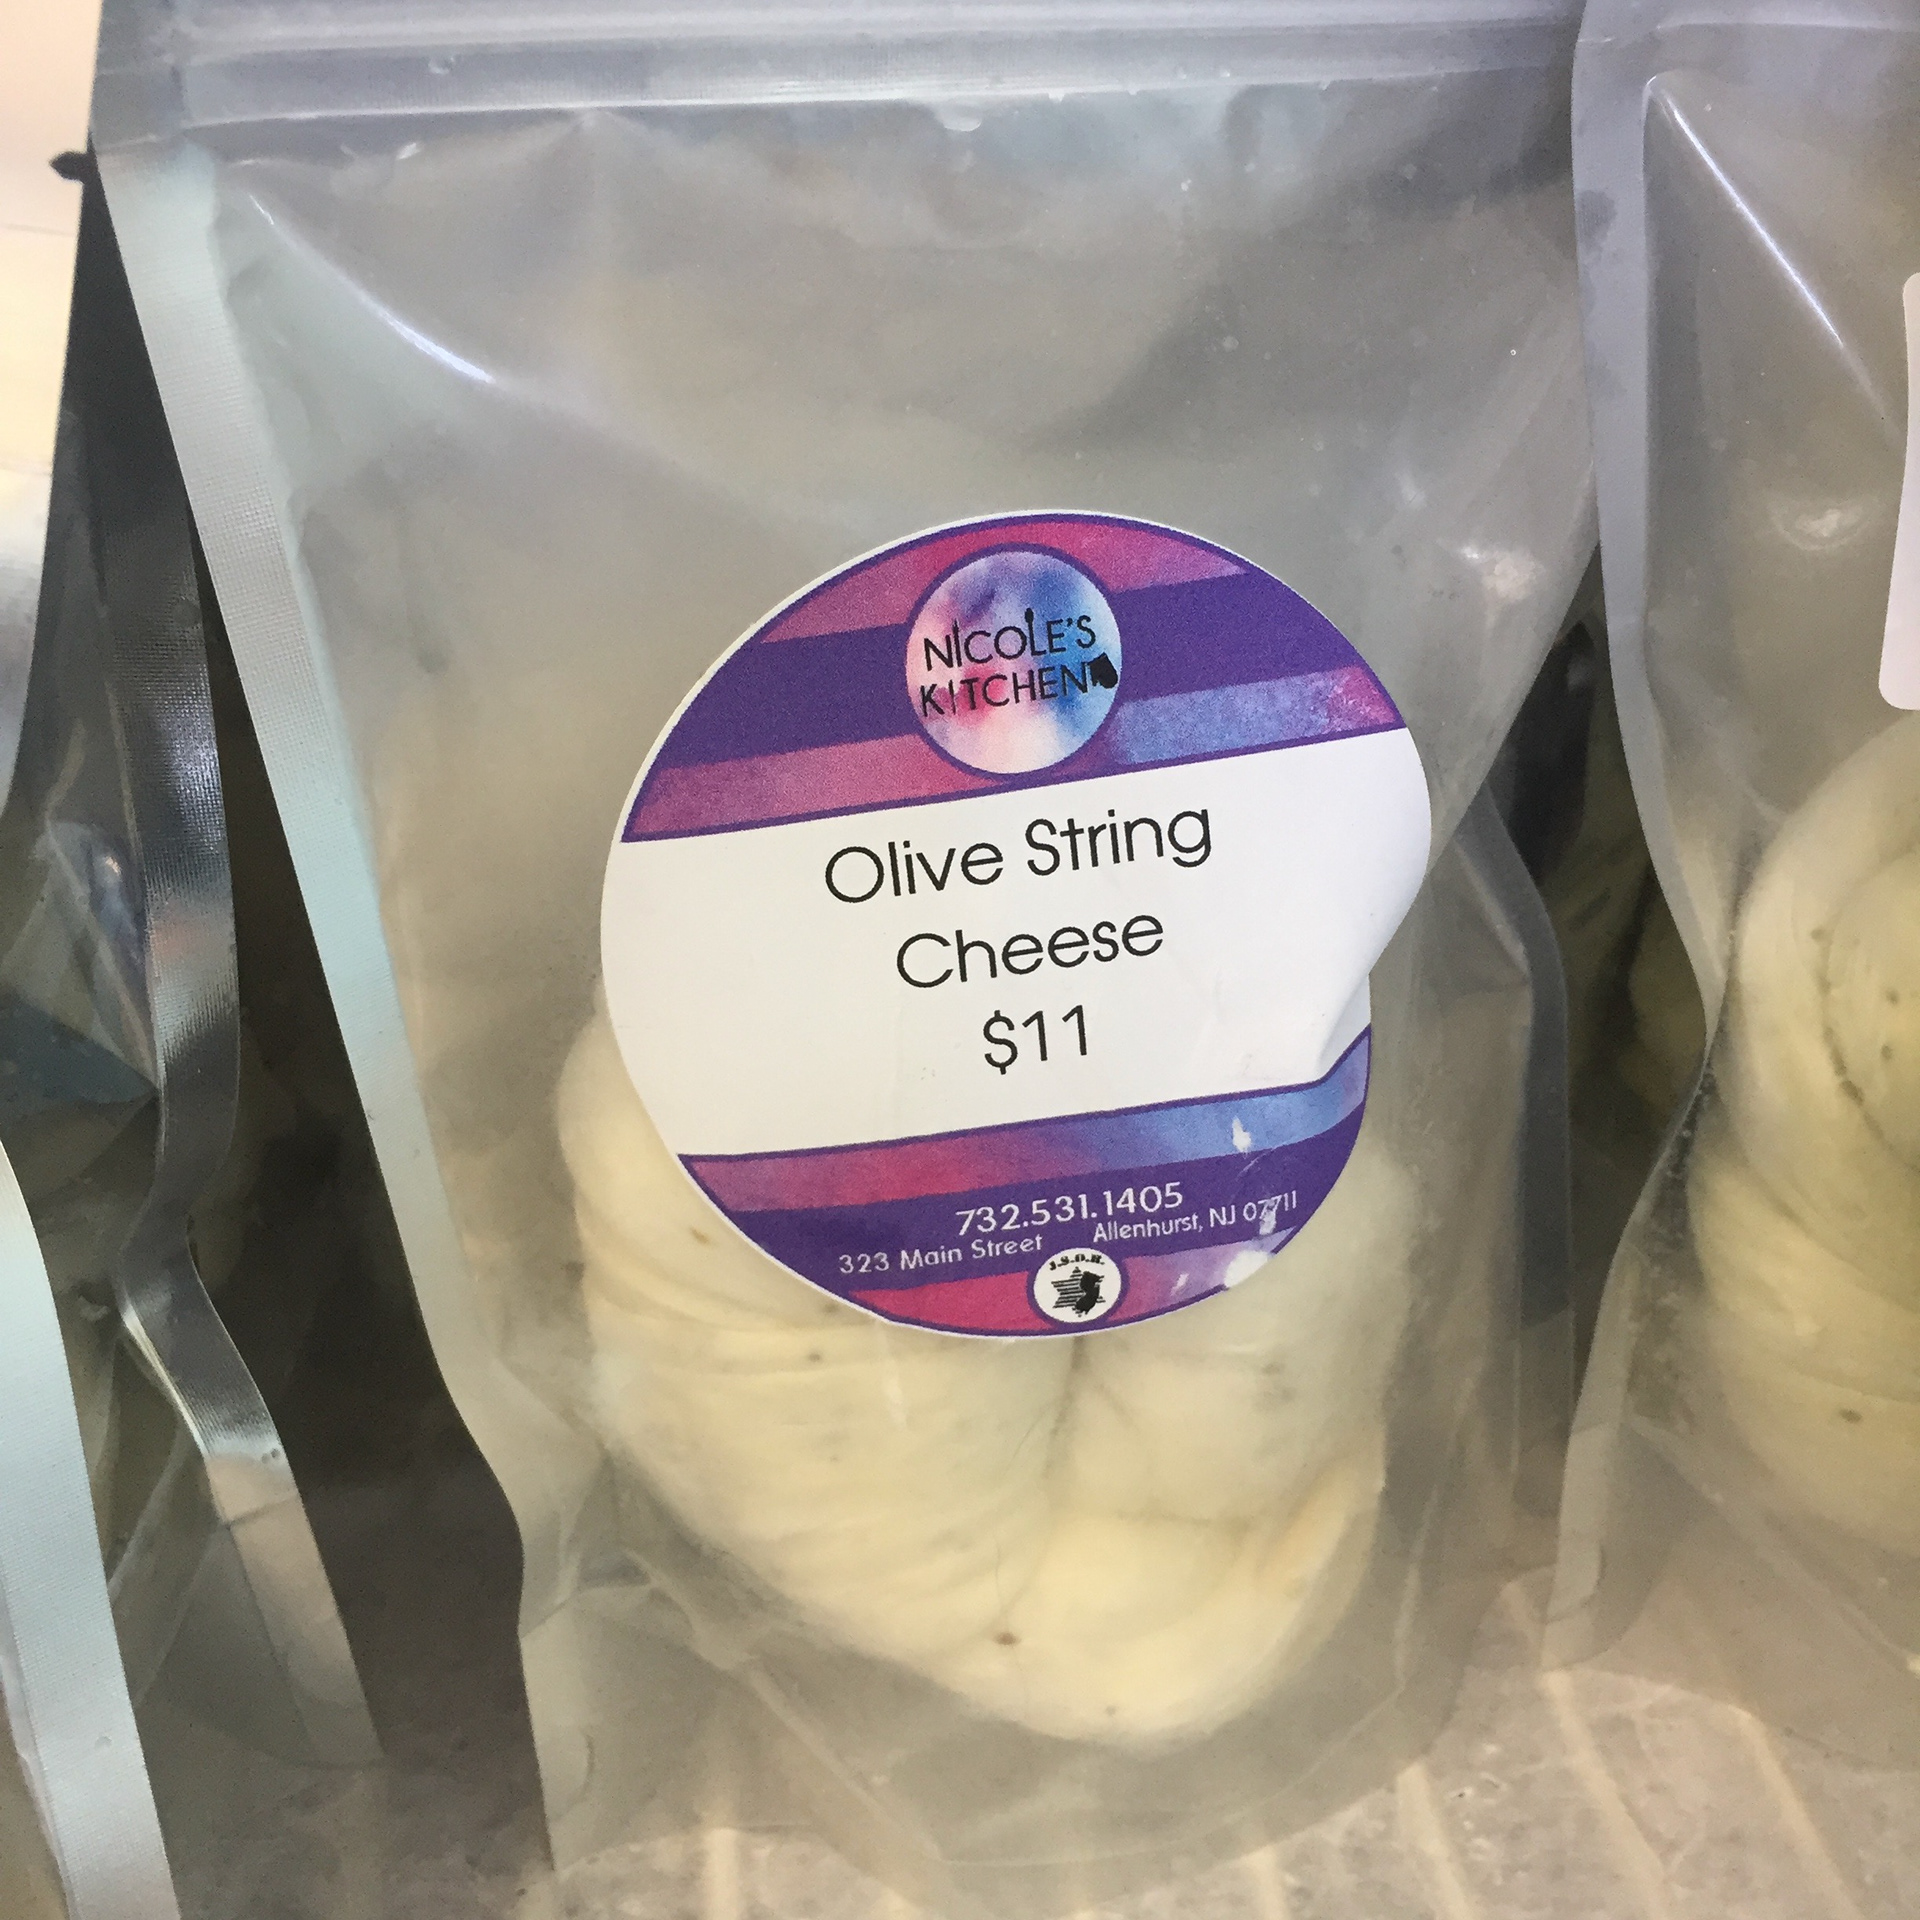 NICOLE'S
KITCHEN
Olive String
Cheese
$11
732.531.1405
323 Main Street Allenhurst, NJ 07711
J.S.O.R.